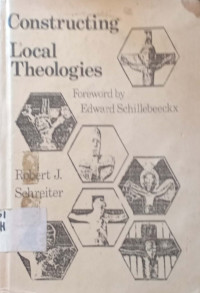 Constructing
Local
Theologies
Foreword by
Edward Schillebeeckx
Robert J.
Schreiter